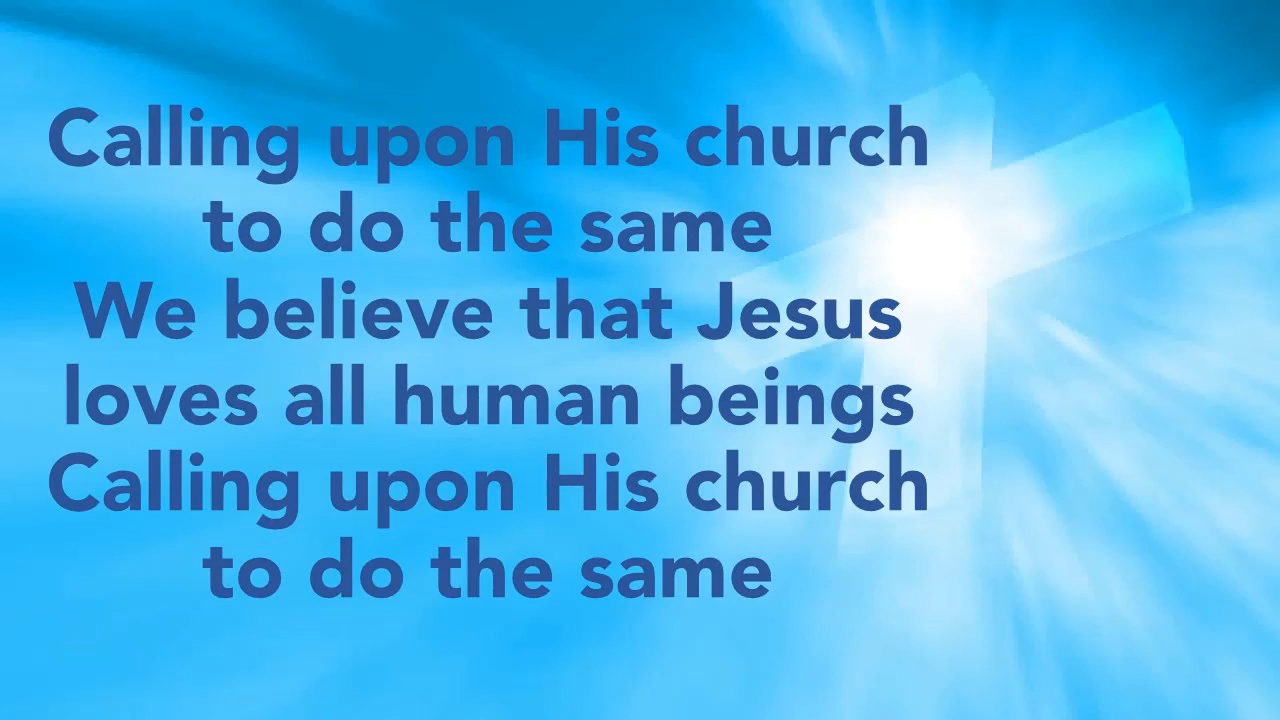 Calling upon His church
to do the same
We believe that Jesus
loves all human beings
Calling upon His church
to do the same